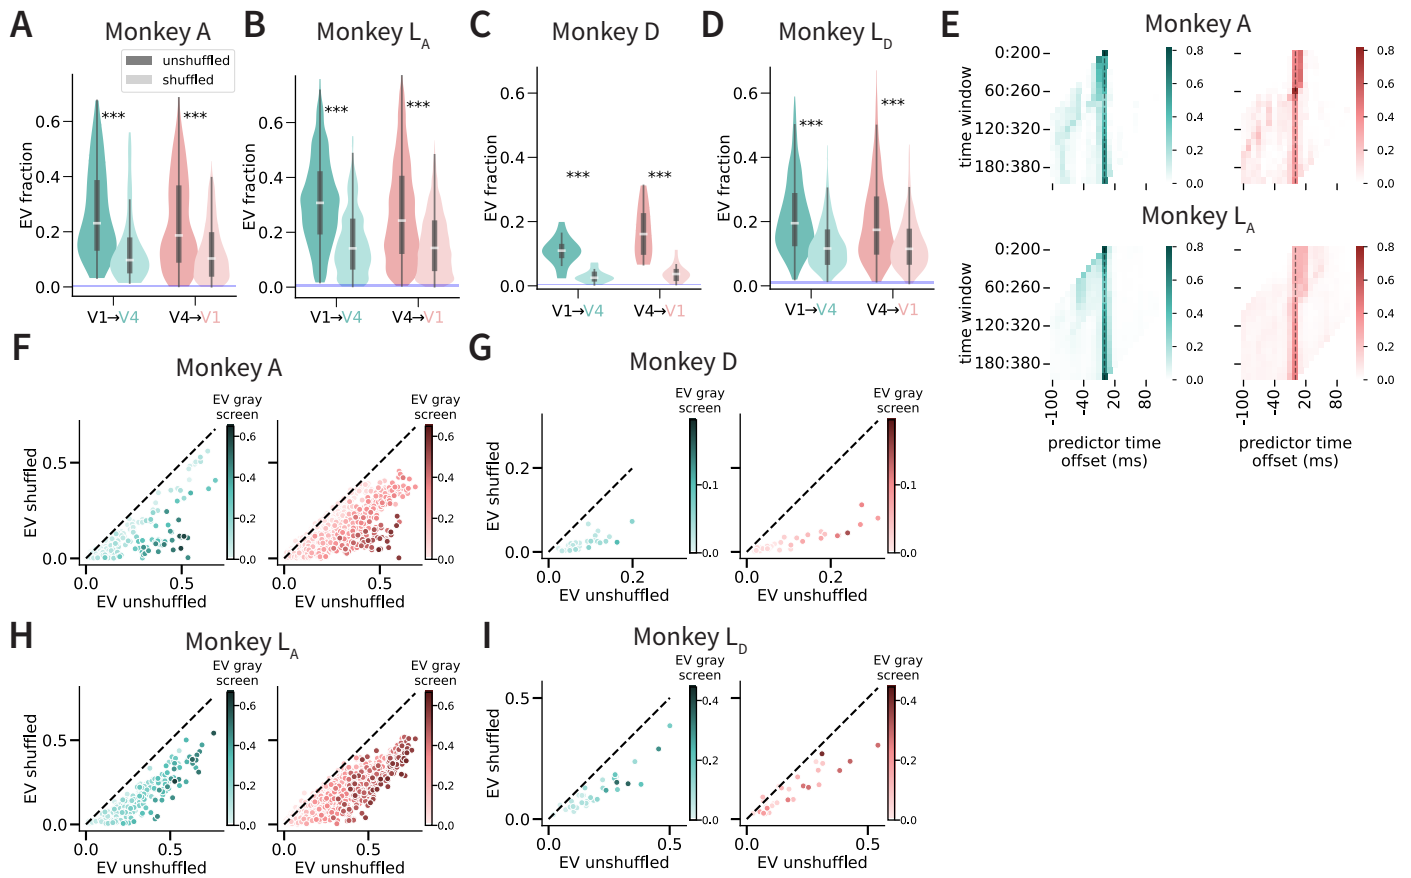 A
Monkey A
unshuffled
shuffled
***
***
EV fraction
0.6
0.4
0.2
0.0
V1→V4
V4→V1
B
Monkey L_A
***
***
EV fraction
0.6
0.4
0.2
0.0
V1→V4
V4→V1
C
Monkey D
***
***
EV fraction
0.6
0.4
0.2
0.0
V1→V4
V4→V1
D
Monkey L_D
***
***
EV fraction
0.6
0.4
0.2
0.0
V1→V4
V4→V1
E
Monkey A
time window
0:200
60:260
120:320
180:380
0.8
0.6
0.4
0.2
0.0
0.8
0.6
0.4
0.2
0.0
Monkey L_A
time window
0:200
60:260
120:320
180:380
0.8
0.6
0.4
0.2
0.0
0.8
0.6
0.4
0.2
0.0
-100
-40
20
80
-100
-40
20
80
predictor time
offset (ms)
predictor time
offset (ms)
F
Monkey A
EV gray
screen
EV gray
screen
EV shuffled
0.5
0.0
0.6
0.4
0.2
0.0
0.6
0.4
0.2
0.0
0.0
0.5
0.0
0.5
EV unshuffled
EV unshuffled
G
Monkey D
EV gray
screen
EV gray
screen
EV shuffled
0.2
0.0
0.1
0.0
0.1
0.0
0.0
0.2
0.0
0.2
EV unshuffled
EV unshuffled
H
Monkey L_A
EV gray
screen
EV gray
screen
EV shuffled
0.5
0.0
0.6
0.4
0.2
0.0
0.6
0.4
0.2
0.0
0.0
0.5
0.0
0.5
EV unshuffled
EV unshuffled
I
Monkey L_D
EV gray
screen
EV gray
screen
EV shuffled
0.5
0.0
0.4
0.2
0.0
0.4
0.2
0.0
0.0
0.5
0.0
0.5
EV unshuffled
EV unshuffled